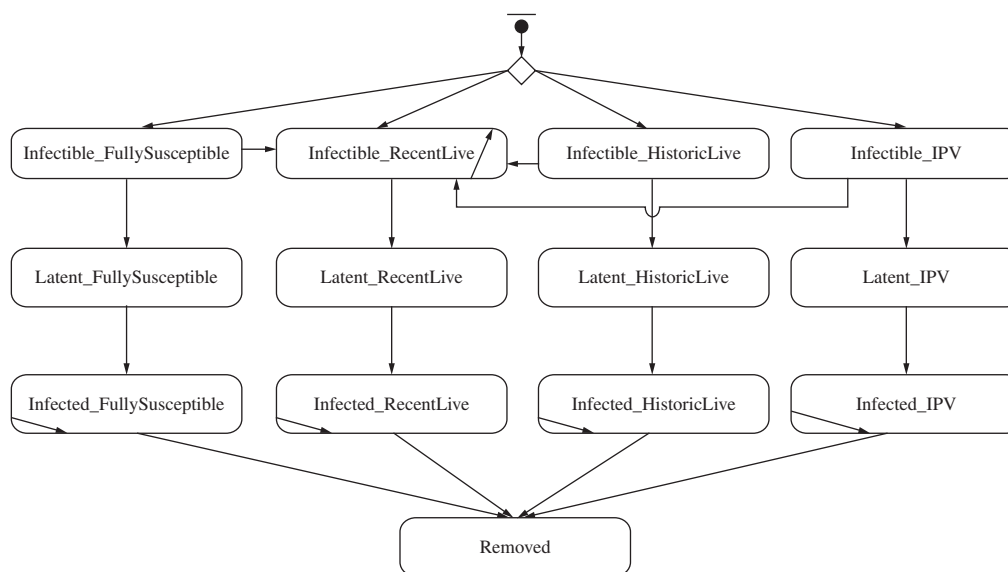 Infectible_FullySusceptible
Infectible_RecentLive
Infectible_HistoricLive
Infectible_IPV
Latent_FullySusceptible
Latent_RecentLive
Latent_HistoricLive
Latent_IPV
Infected_FullySusceptible
Infected_RecentLive
Infected_HistoricLive
Infected_IPV
Removed